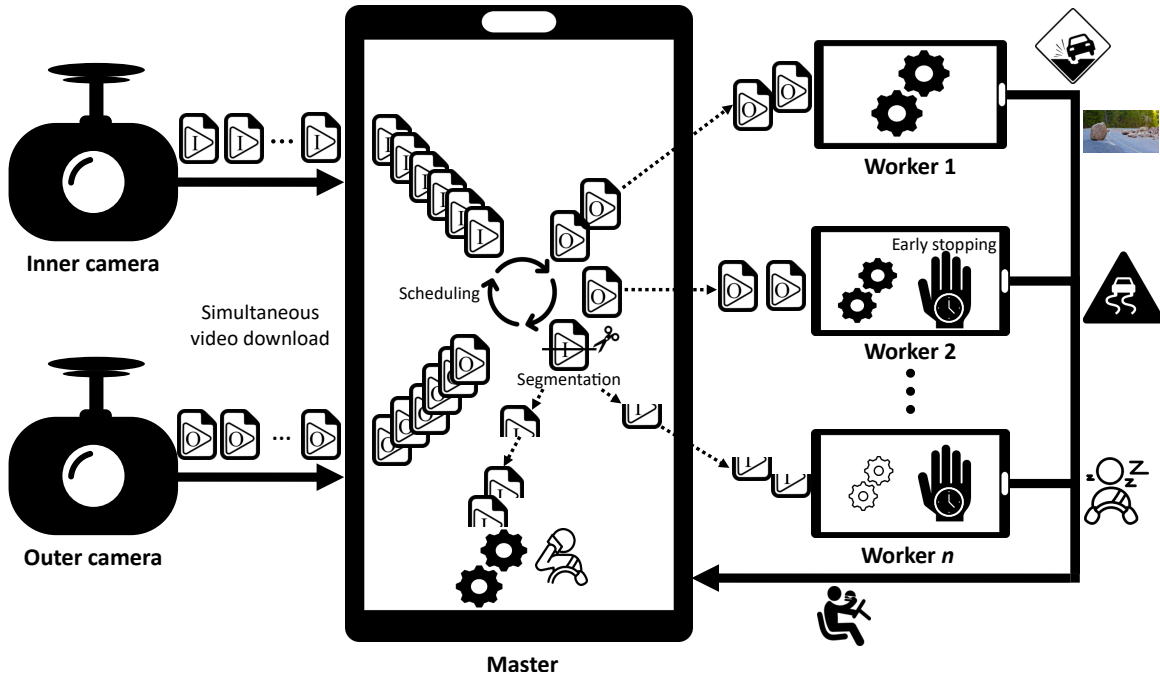 I I ... I
Inner camera
Simultaneous
video download
O O ... O
Outer camera
I I I I I I
O O
Scheduling
O
I
Segmentation
O O O O O O
I I
I
I
Master
O O
Worker 1
O O
Early stopping
Worker 2
I I
Worker n
z z Z